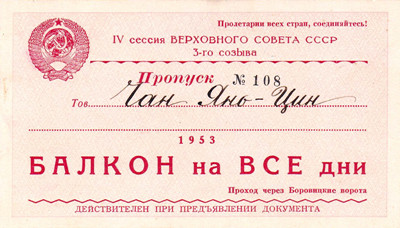 Пролетарии всех стран, соединяйтесь!
IV сессия ВЕРХОВНОГО СОВЕТА СССР
3-го созыва
Пропуск № 108
Тов. Чан Янь-Цин
1953
БАЛКОН на ВСЕ дни
Проход через Боровицкие ворота
ДЕЙСТВИТЕЛЕН ПРИ ПРЕДЪЯВЛЕНИИ ДОКУМЕНТА